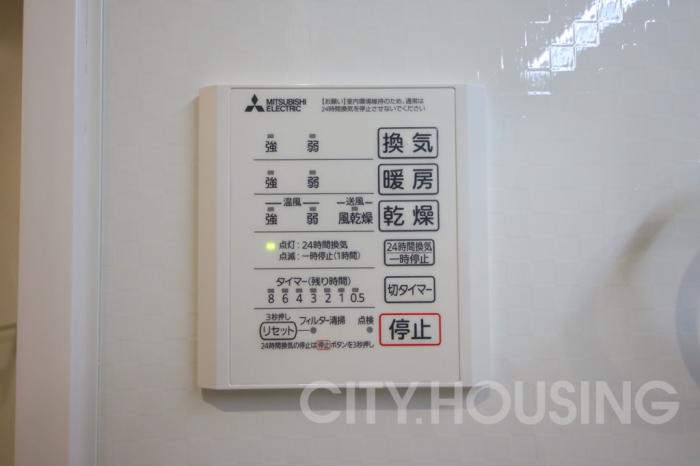 MITSUBISHI ELECTRIC
【お願い】室内環境維持のため、通常は
24時間換気を停止させないでください
強 弱 換気
強 弱 暖房
温風 送風
強 弱 風乾燥 乾燥
点灯：24時間換気
点滅：一時停止(1時間)
24時間換気
一時停止
タイマー(残り時間)
8 6 4 3 2 1 0.5
切タイマー
3秒押し
リセット フィルター清掃 点検
停止
24時間換気の停止は停止ボタンを3秒押し
CITY.HOUSING